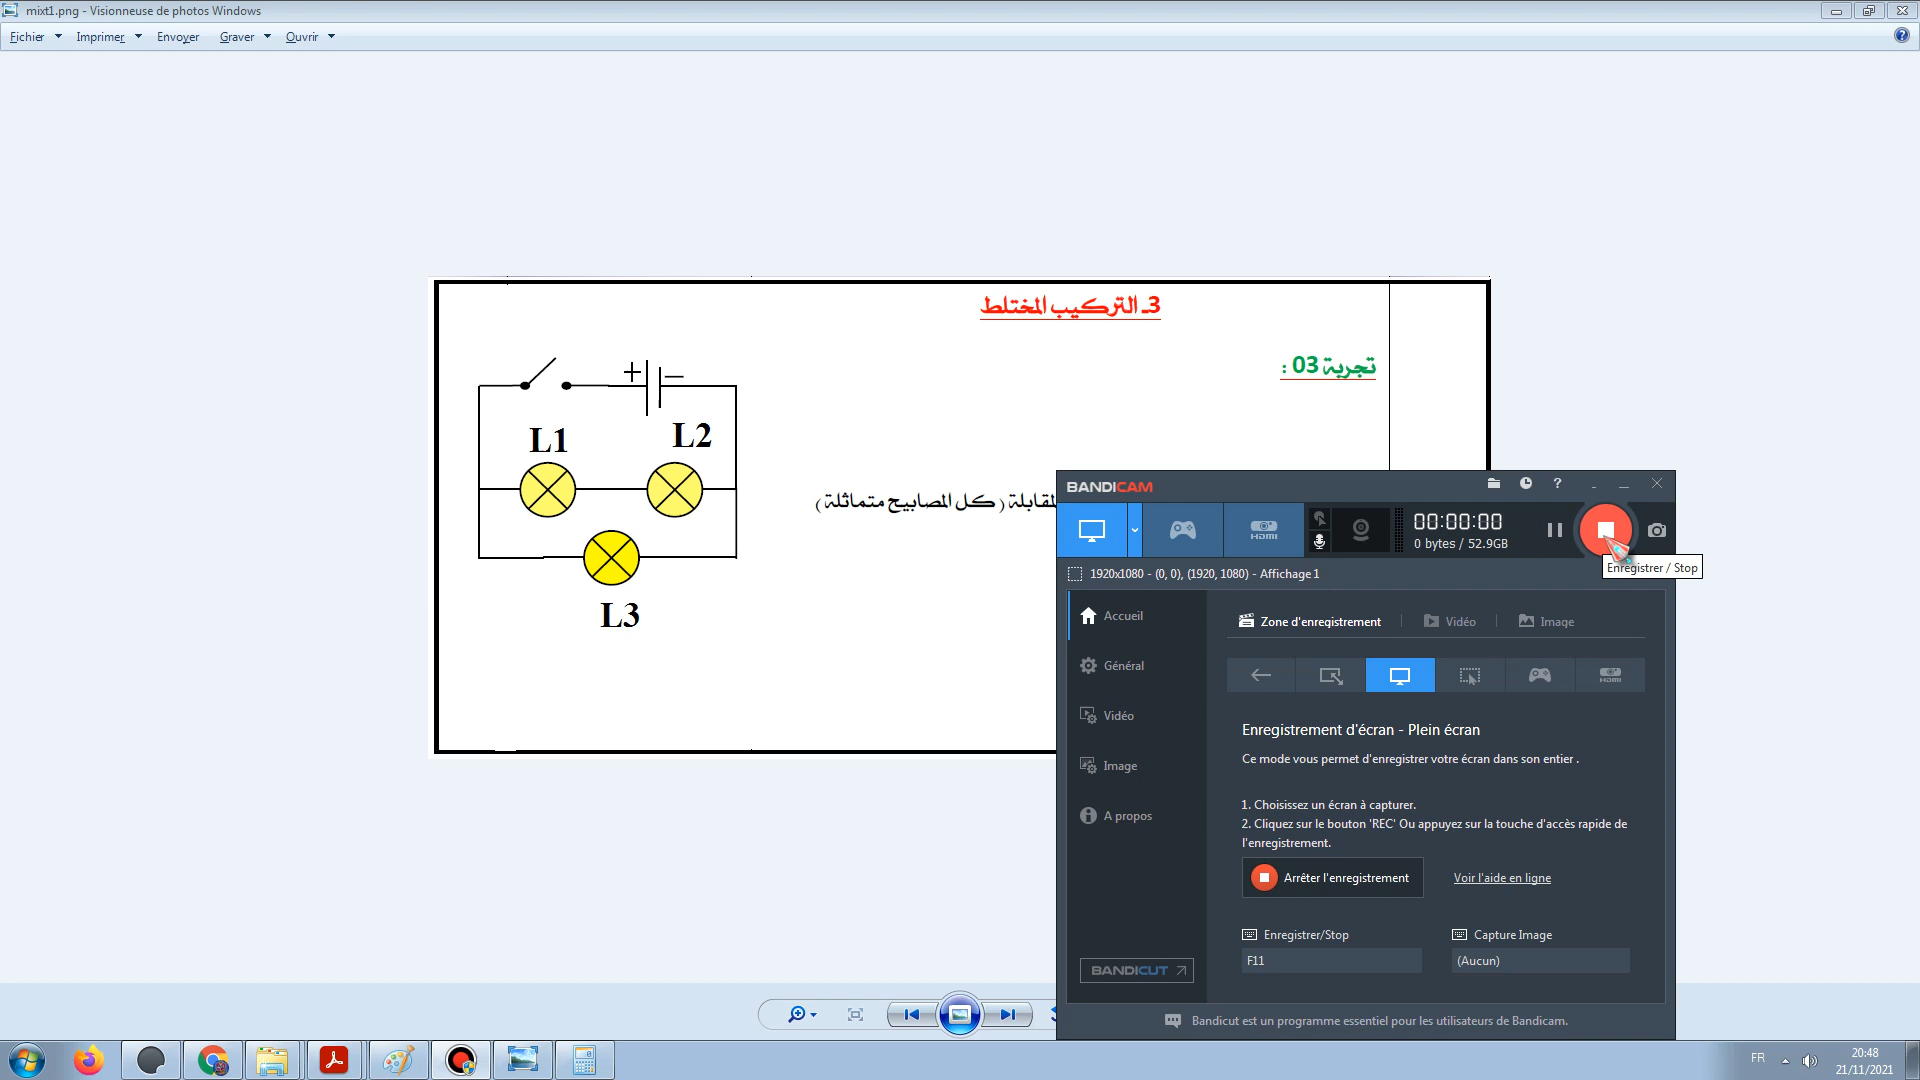 mixt1.png - Visionneuse de photos Windows
Fichier Imprimer Envoyer Graver Ouvrir
3ـ التركيب المختلط
تجربة 03 :
+ −
L1 L2
لمقابلة (كل المصابيح متماثلة)
L3
BANDICAM
HDMI
00:00:00
0 bytes / 52.9GB
Enregistrer / Stop
1920x1080 - (0, 0), (1920, 1080) - Affichage 1
Accueil
Général
Vidéo
Image
A propos
BANDICUT
Zone d'enregistrement Vidéo Image
HDMI
Enregistrement d'écran - Plein écran
Ce mode vous permet d'enregistrer votre écran dans son entier .
1. Choisissez un écran à capturer.
2. Cliquez sur le bouton 'REC' Ou appuyez sur la touche d'accès rapide de
l'enregistrement.
Arrêter l'enregistrement Voir l'aide en ligne
Enregistrer/Stop Capture Image
F11 (Aucun)
Bandicut est un programme essentiel pour les utilisateurs de Bandicam.
FR
20:48
21/11/2021